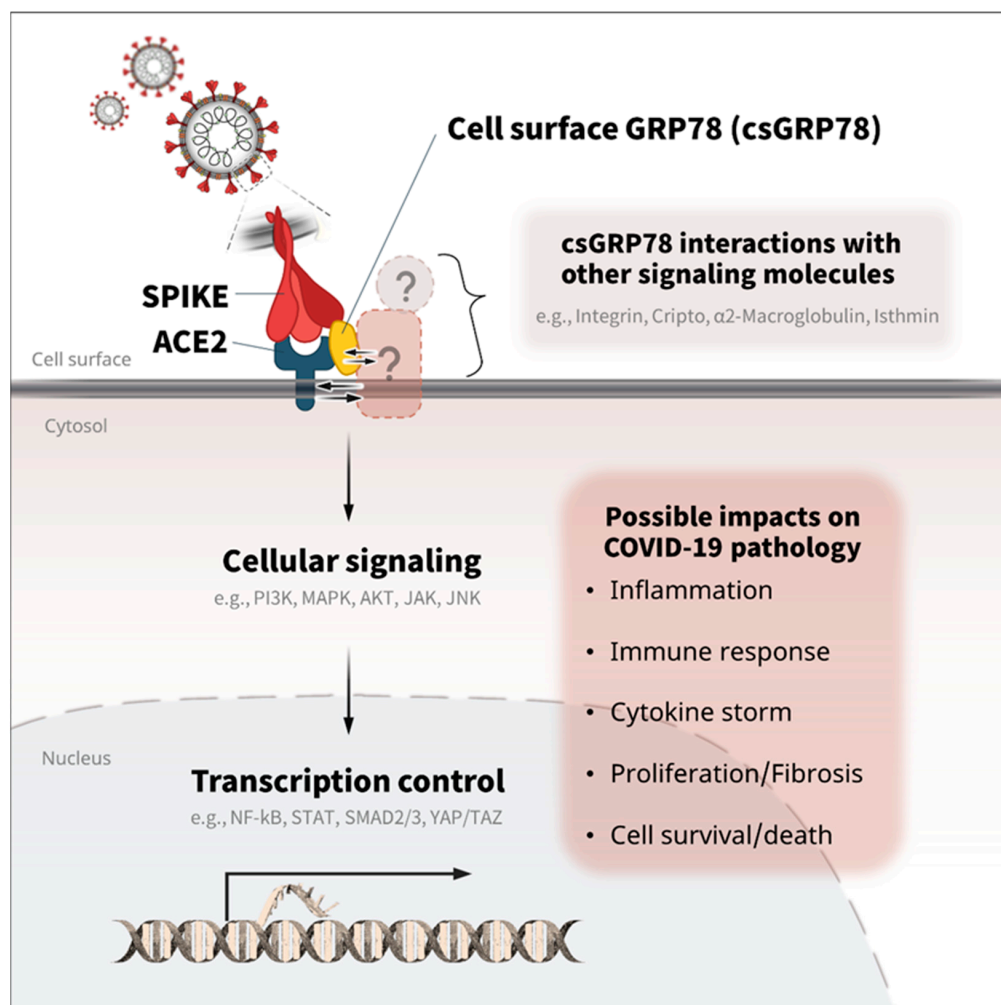 Cell surface GRP78 (csGRP78)
csGRP78 interactions with
other signaling molecules
e.g., Integrin, Cripto, α2-Macroglobulin, Isthmin
?
SPIKE
ACE2
?
Cell surface
Cytosol
Cellular signaling
e.g., PI3K, MAPK, AKT, JAK, JNK
Possible impacts on
COVID-19 pathology
• Inflammation
• Immune response
• Cytokine storm
• Proliferation/Fibrosis
• Cell survival/death
Nucleus
Transcription control
e.g., NF-kB, STAT, SMAD2/3, YAP/TAZ